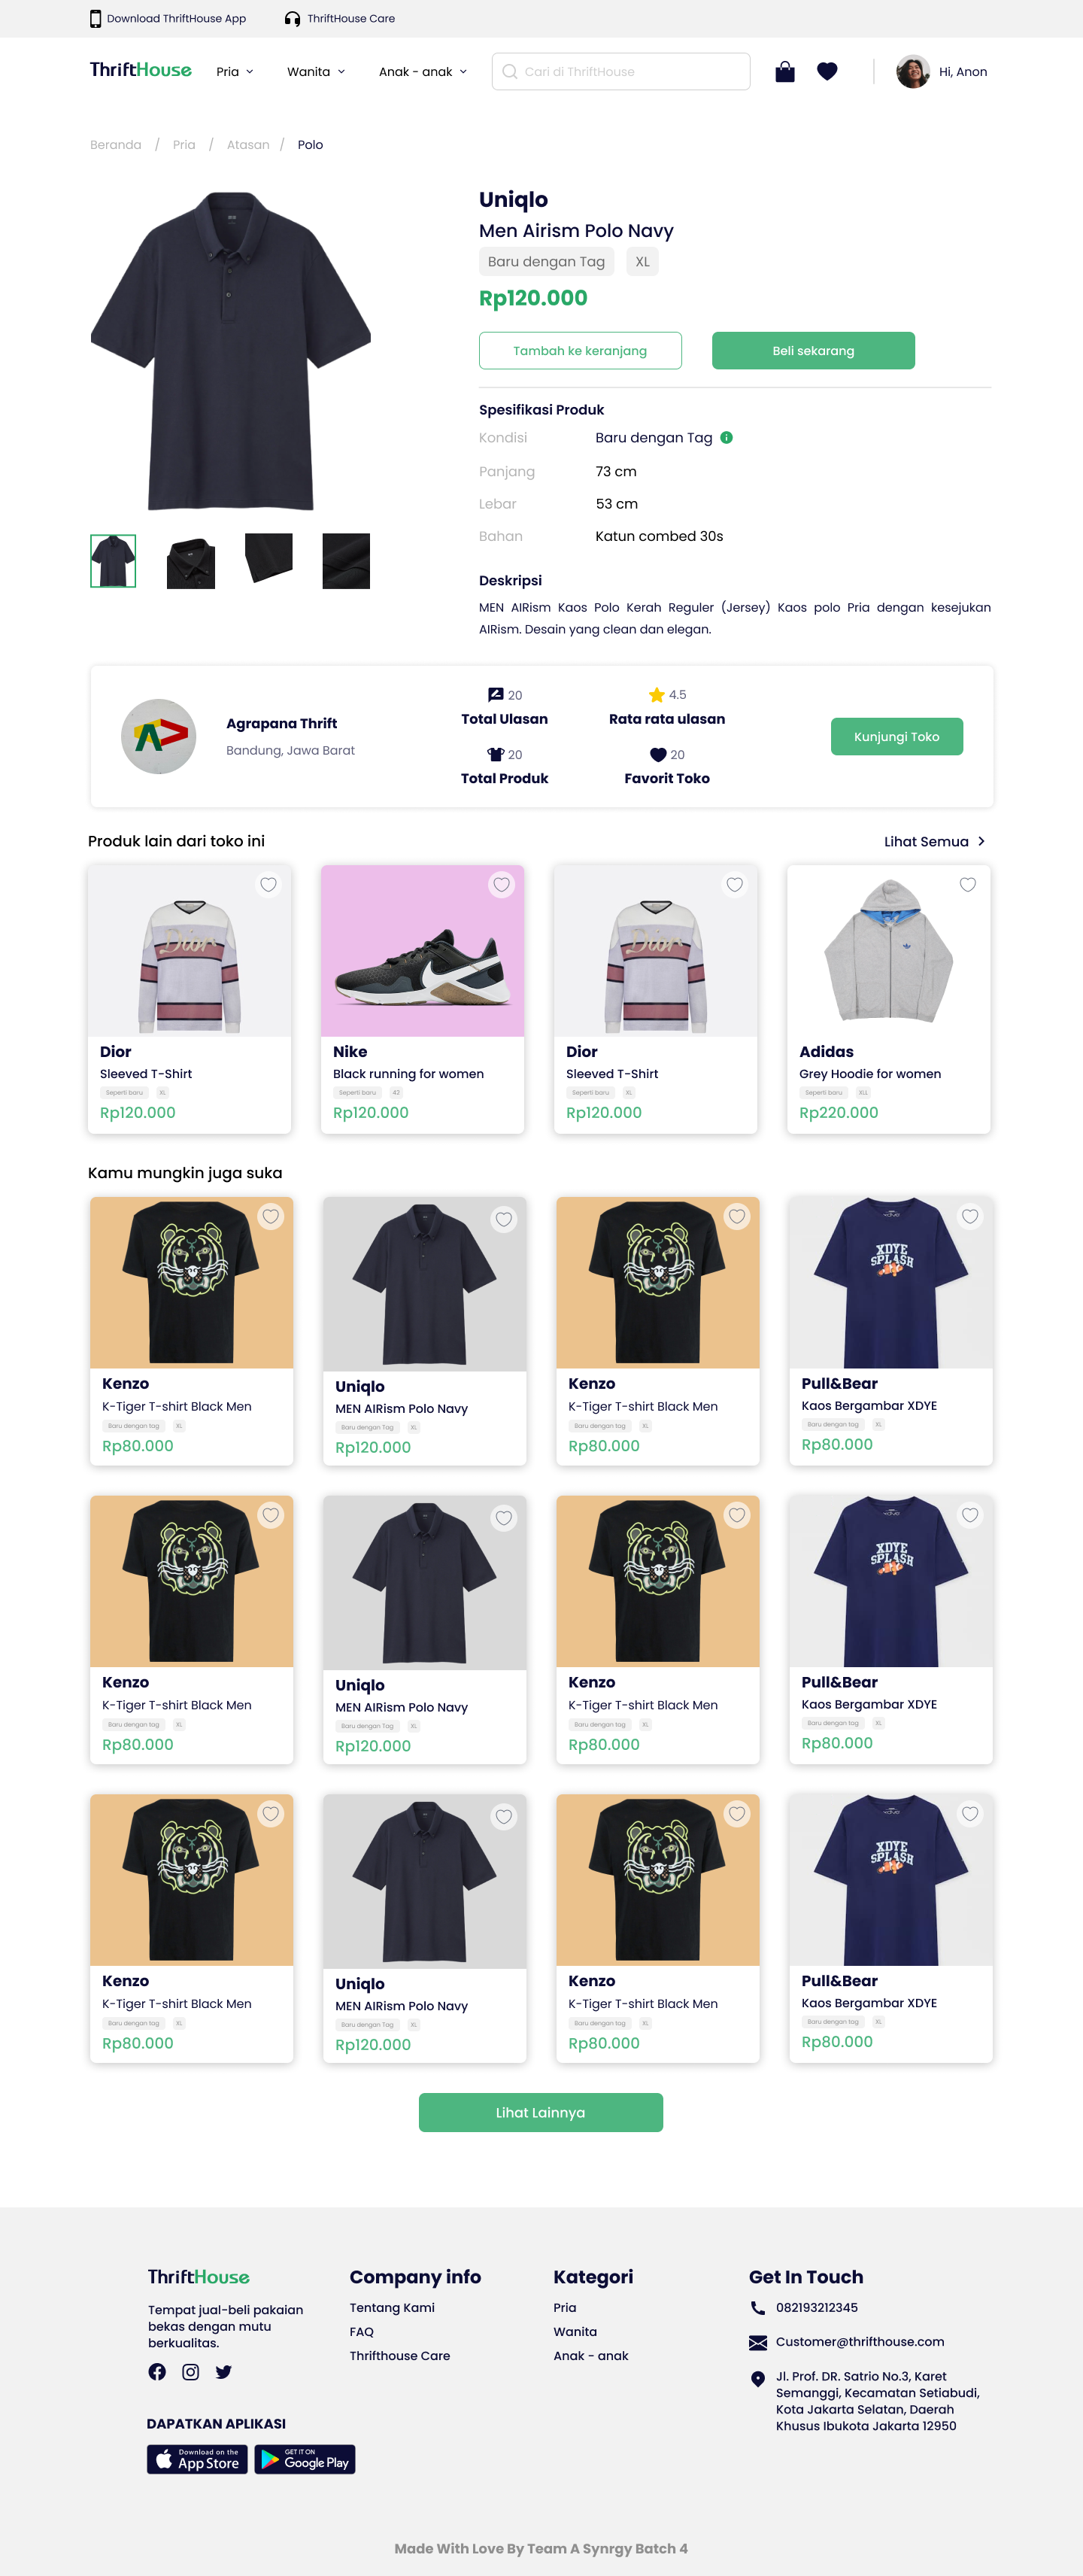 Download ThriftHouse App
ThriftHouse Care
ThriftHouse
Pria
Wanita
Anak - anak
Cari di ThriftHouse
Hi, Anon
Beranda / Pria / Atasan / Polo
Uniqlo
Men Airism Polo Navy
Baru dengan Tag
XL
Rp120.000
Tambah ke keranjang
Beli sekarang
Spesifikasi Produk
Kondisi
Baru dengan Tag
Panjang
73 cm
Lebar
53 cm
Bahan
Katun combed 30s
Deskripsi
MEN AIRism Kaos Polo Kerah Reguler (Jersey) Kaos polo Pria dengan kesejukan
AIRism. Desain yang clean dan elegan.
Agrapana Thrift
Bandung, Jawa Barat
20
Total Ulasan
4.5
Rata rata ulasan
20
Total Produk
20
Favorit Toko
Kunjungi Toko
Produk lain dari toko ini
Lihat Semua
Dior
Dior
Sleeved T-Shirt
Seperti baru
XL
Rp120.000
Nike
Black running for women
Seperti baru
42
Rp120.000
Dior
Dior
Sleeved T-Shirt
Seperti baru
XL
Rp120.000
Adidas
Grey Hoodie for women
Seperti baru
XLL
Rp220.000
Kamu mungkin juga suka
Kenzo
K-Tiger T-shirt Black Men
Baru dengan tag
XL
Rp80.000
Uniqlo
MEN AIRism Polo Navy
Baru dengan Tag
XL
Rp120.000
Kenzo
K-Tiger T-shirt Black Men
Baru dengan tag
XL
Rp80.000
XDYE
SPLASH
Pull&Bear
Kaos Bergambar XDYE
Baru dengan tag
XL
Rp80.000
Kenzo
K-Tiger T-shirt Black Men
Baru dengan tag
XL
Rp80.000
Uniqlo
MEN AIRism Polo Navy
Baru dengan Tag
XL
Rp120.000
Kenzo
K-Tiger T-shirt Black Men
Baru dengan tag
XL
Rp80.000
XDYE
SPLASH
Pull&Bear
Kaos Bergambar XDYE
Baru dengan tag
XL
Rp80.000
Kenzo
K-Tiger T-shirt Black Men
Baru dengan tag
XL
Rp80.000
Uniqlo
MEN AIRism Polo Navy
Baru dengan Tag
XL
Rp120.000
Kenzo
K-Tiger T-shirt Black Men
Baru dengan tag
XL
Rp80.000
XDYE
SPLASH
Pull&Bear
Kaos Bergambar XDYE
Baru dengan tag
XL
Rp80.000
Lihat Lainnya
ThriftHouse
Tempat jual-beli pakaian
bekas dengan mutu
berkualitas.
DAPATKAN APLIKASI
Download on the
App Store
GET IT ON
Google Play
Company info
Tentang Kami
FAQ
Thrifthouse Care
Kategori
Pria
Wanita
Anak - anak
Get In Touch
082193212345
Customer@thrifthouse.com
Jl. Prof. DR. Satrio No.3, Karet
Semanggi, Kecamatan Setiabudi,
Kota Jakarta Selatan, Daerah
Khusus Ibukota Jakarta 12950
Made With Love By Team A Synrgy Batch 4